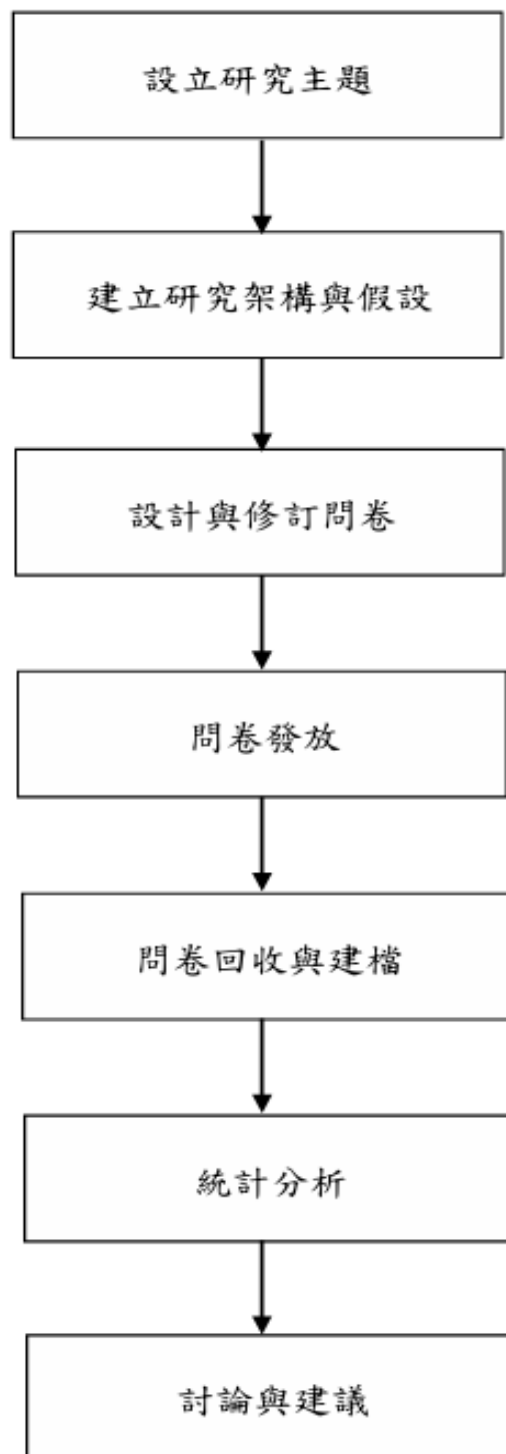 設立研究主題
建立研究架構與假設
設計與修訂問卷
問卷發放
問卷回收與建檔
統計分析
討論與建議